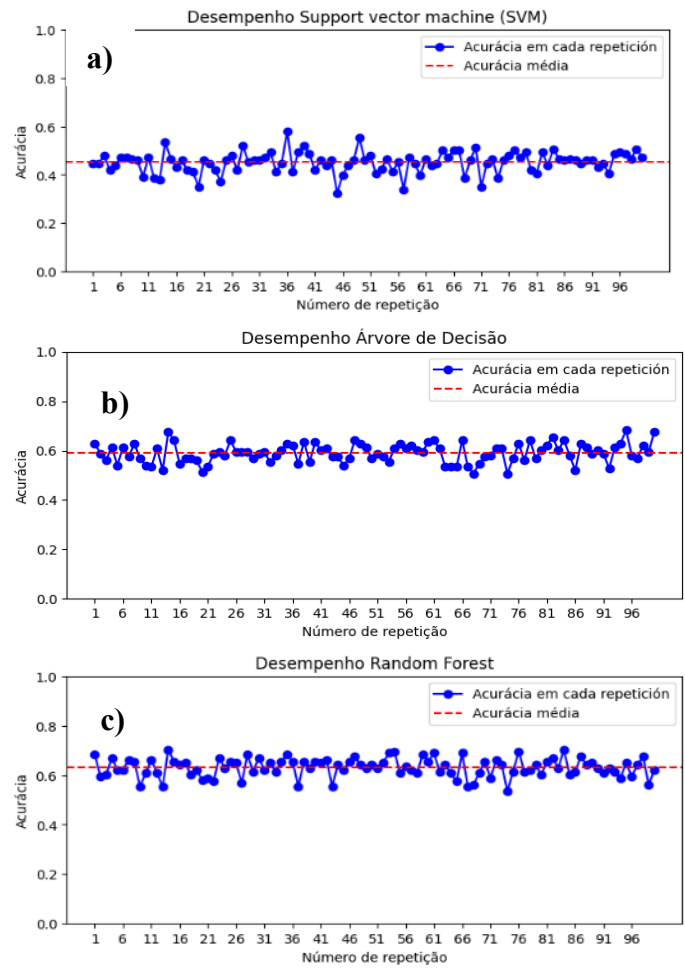 Desempenho Support vector machine (SVM)
a)
Acurácia em cada repetición
Acurácia média
1.0
0.8
0.6
0.4
0.2
0.0
Acurácia
1 6 11 16 21 26 31 36 41 46 51 56 61 66 71 76 81 86 91 96
Número de repetição
Desempenho Árvore de Decisão
b)
Acurácia em cada repetición
Acurácia média
1.0
0.8
0.6
0.4
0.2
0.0
Acurácia
1 6 11 16 21 26 31 36 41 46 51 56 61 66 71 76 81 86 91 96
Número de repetição
Desempenho Random Forest
c)
Acurácia em cada repetición
Acurácia média
1.0
0.8
0.6
0.4
0.2
0.0
Acurácia
1 6 11 16 21 26 31 36 41 46 51 56 61 66 71 76 81 86 91 96
Número de repetição